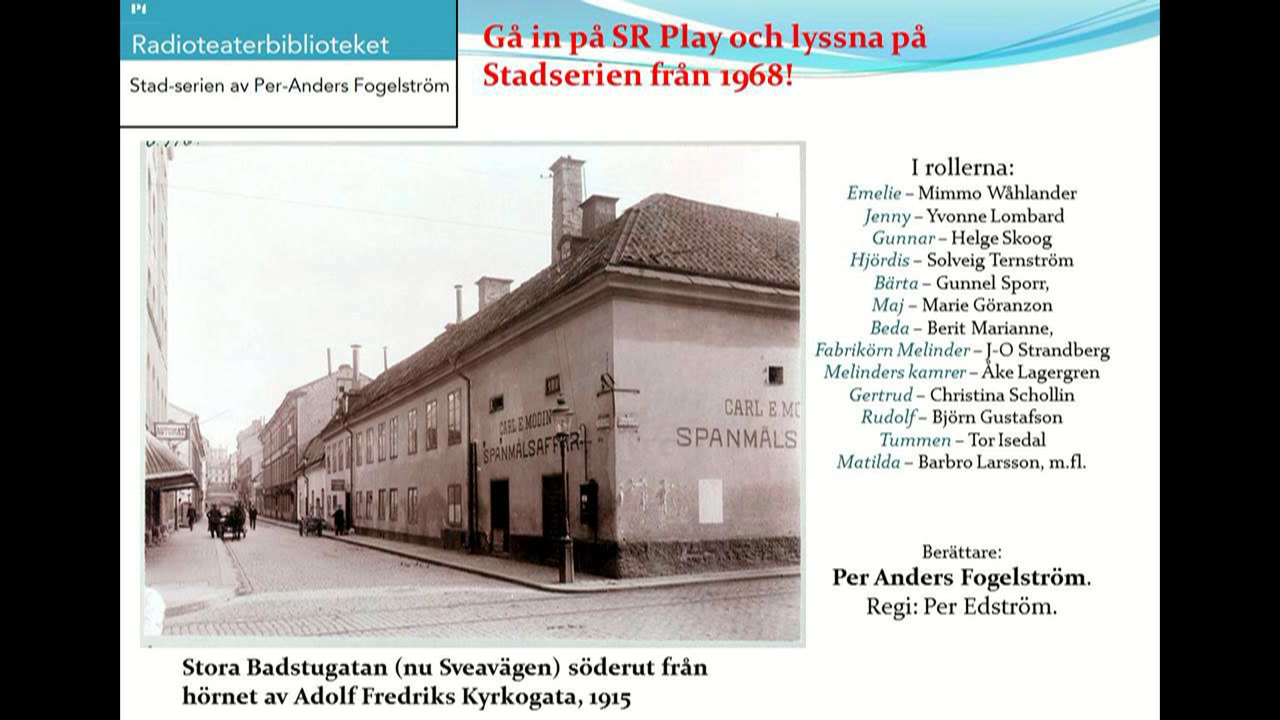 P1
Radioteaterbiblioteket
Stad-serien av Per-Anders Fogelström
Gå in på SR Play och lyssna på
Stadserien från 1968!
I rollerna:
Emelie – Mimmo Wåhlander
Jenny – Yvonne Lombard
Gunnar – Helge Skoog
Hjördis – Solveig Ternström
Bärta – Gunnel Sporr,
Maj – Marie Göranzon
Beda – Berit Marianne,
Fabrikörn Melinder – J-O Strandberg
Melinders kamrer – Åke Lagergren
Gertrud – Christina Schollin
Rudolf – Björn Gustafson
Tummen – Tor Isedal
Matilda – Barbro Larsson, m.fl.
Berättare:
Per Anders Fogelström.
Regi: Per Edström.
AUTOMAT
CARL E MODIN
SPANMÅLSAFFÄR
CARL E MO
SPANMÅLS
Stora Badstugatan (nu Sveavägen) söderut från
hörnet av Adolf Fredriks Kyrkogata, 1915